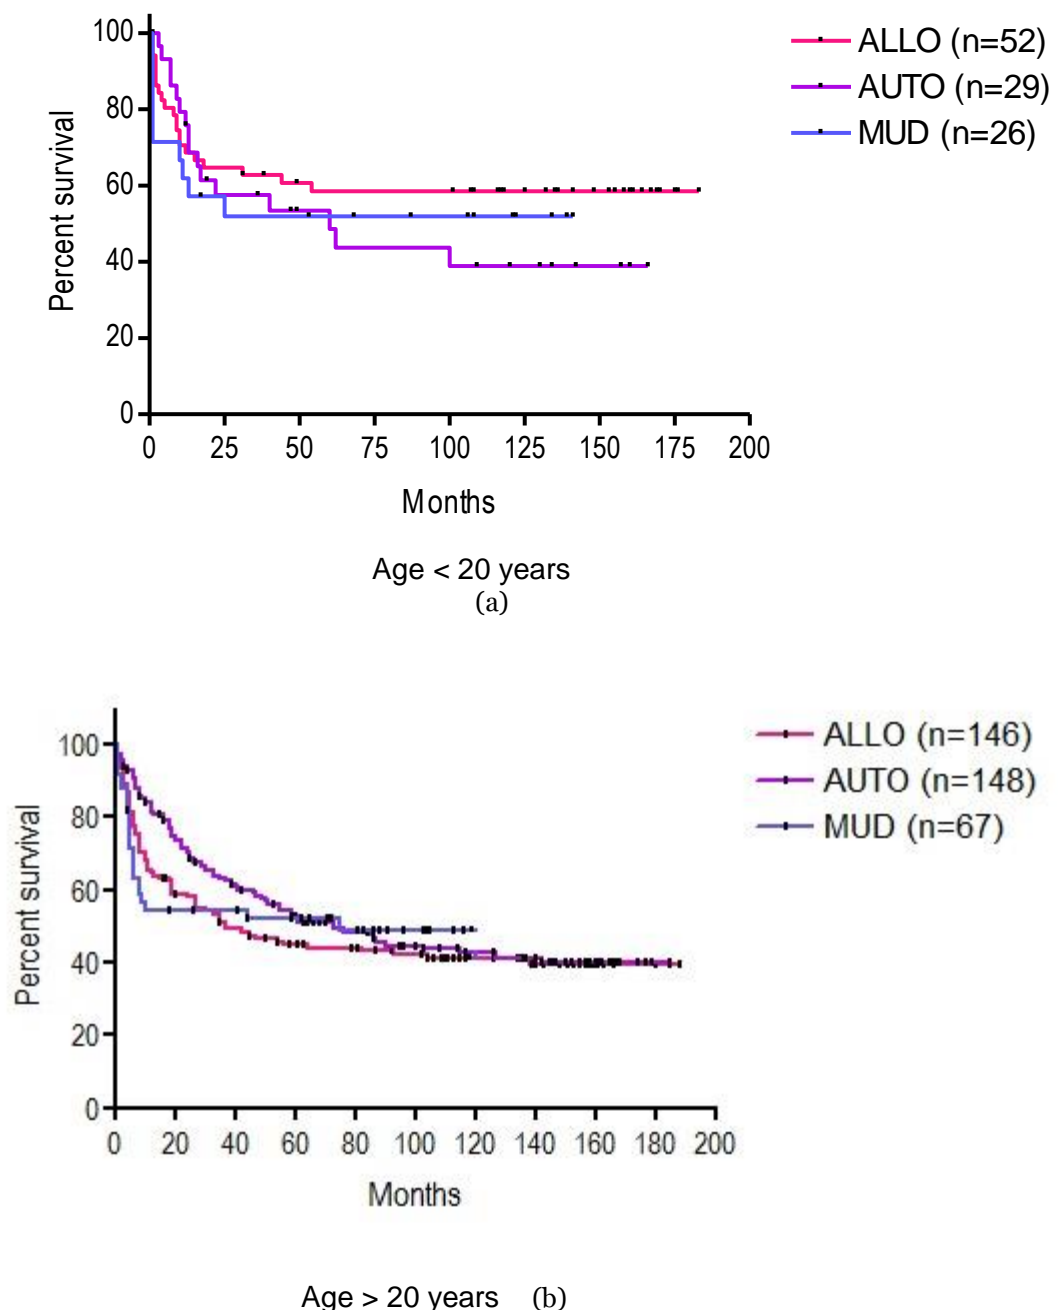 100
80
60
40
20
0
Percent survival
0 25 50 75 100 125 150 175 200
Months
ALLO (n=52)
AUTO (n=29)
MUD (n=26)
Age < 20 years
(a)
100
80
60
40
20
0
Percent survival
0 20 40 60 80 100 120 140 160 180 200
Months
ALLO (n=146)
AUTO (n=148)
MUD (n=67)
Age > 20 years (b)